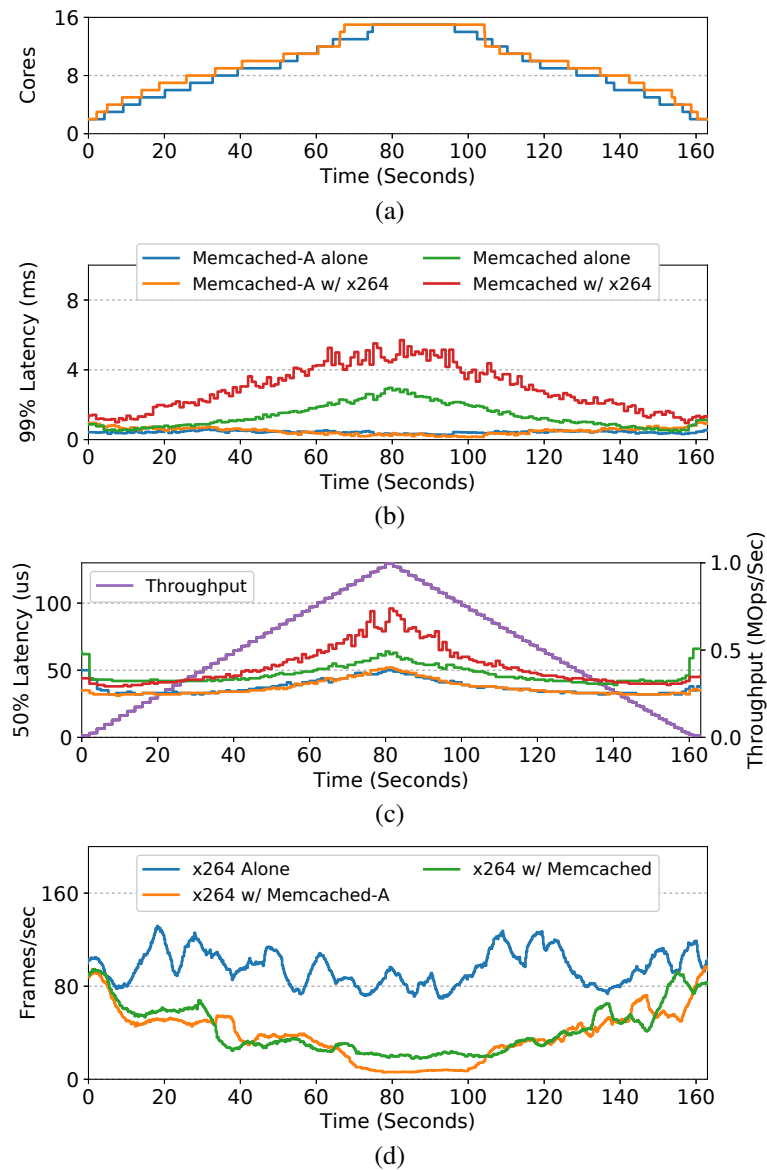 16
8
0
Cores
0 20 40 60 80 100 120 140 160
Time (Seconds)
(a)
Memcached-A alone
Memcached alone
Memcached-A w/ x264
Memcached w/ x264
8
4
0
99% Latency (ms)
0 20 40 60 80 100 120 140 160
Time (Seconds)
(b)
Throughput
100
50
0
50% Latency (us)
1.0
0.5
0.0
Throughput (MOps/Sec)
0 20 40 60 80 100 120 140 160
Time (Seconds)
(c)
x264 Alone
x264 w/ Memcached
x264 w/ Memcached-A
160
80
0
Frames/sec
0 20 40 60 80 100 120 140 160
Time (Seconds)
(d)